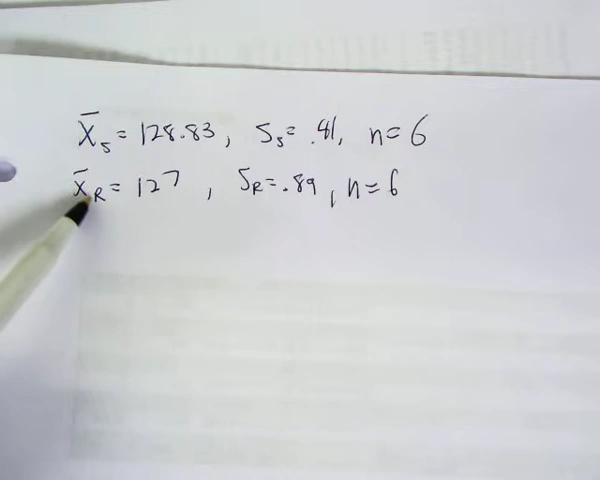 X̄s = 128.83, Ss = .41, n = 6
x̄R = 127, SR = .89, n = 6